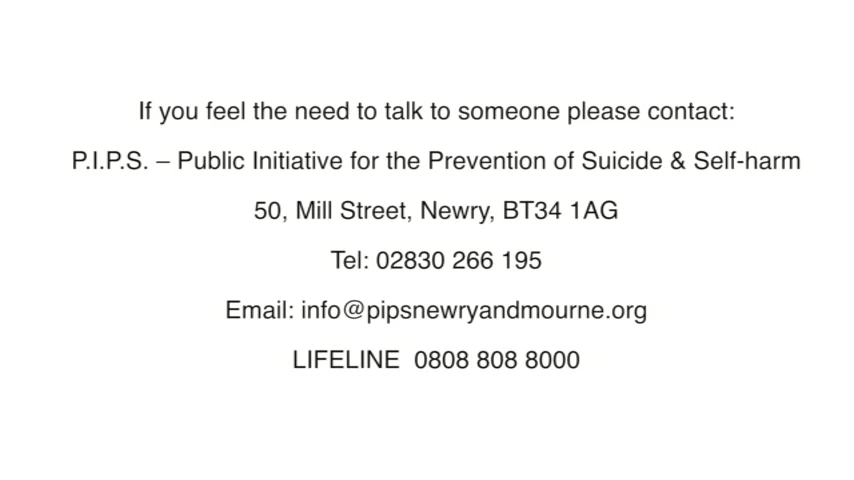 If you feel the need to talk to someone please contact:
P.I.P.S. – Public Initiative for the Prevention of Suicide & Self-harm
50, Mill Street, Newry, BT34 1AG
Tel: 02830 266 195
Email: info@pipsnewryandmourne.org
LIFELINE  0808 808 8000